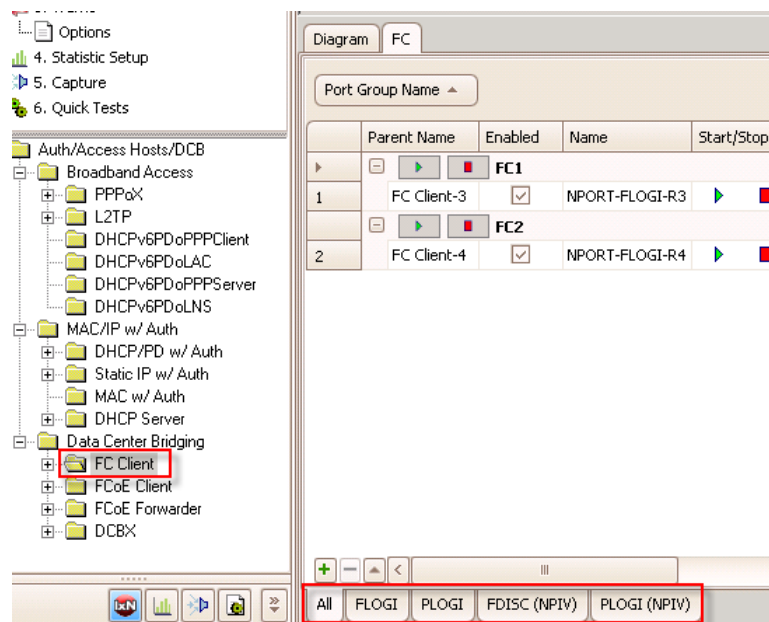 Options
4. Statistic Setup
5. Capture
6. Quick Tests
Auth/Access Hosts/DCB
Broadband Access
PPPoX
L2TP
DHCPv6PDoPPPClient
DHCPv6PDoLAC
DHCPv6PDoPPPServer
DHCPv6PDoLNS
MAC/IP w/ Auth
DHCP/PD w/ Auth
Static IP w/ Auth
MAC w/ Auth
DHCP Server
Data Center Bridging
FC Client
FCoE Client
FCoE Forwarder
DCBX
IxN
Diagram FC
Port Group Name
Parent Name Enabled Name Start/Stop
FC1
1 FC Client-3 NPORT-FLOGI-R3
FC2
2 FC Client-4 NPORT-FLOGI-R4
All FLOGI PLOGI FDISC (NPIV) PLOGI (NPIV)